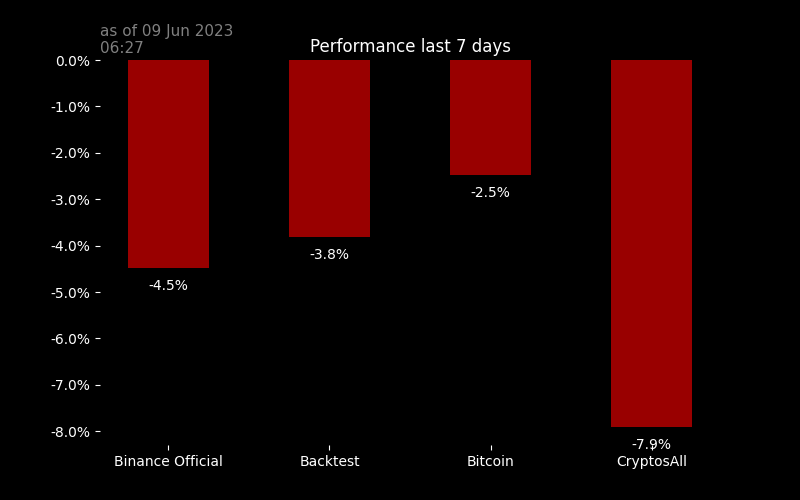 as of 09 Jun 2023
06:27
Performance last 7 days
0.0%
-1.0%
-2.0%
-3.0%
-4.0%
-5.0%
-6.0%
-7.0%
-8.0%
-4.5%
-3.8%
-2.5%
-7.9%
Binance Official
Backtest
Bitcoin
CryptosAll